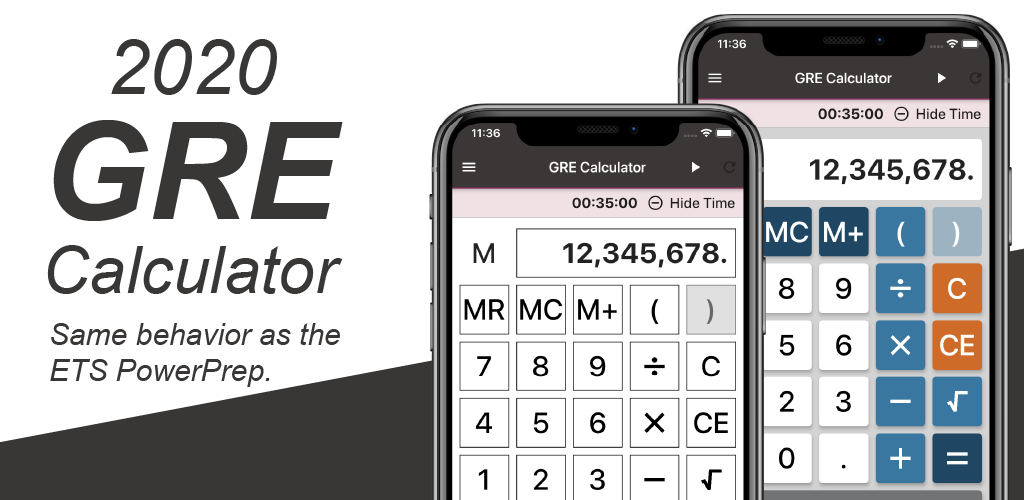 2020
GRE
Calculator
Same behavior as the
ETS PowerPrep.
11:36
GRE Calculator
00:35:00 Hide Time
M 12,345,678.
MR MC M+ ( )
7 8 9 ÷ C
4 5 6 × CE
1 2 3 − √
11:36
GRE Calculator
00:35:00 Hide Time
12,345,678.
MC M+ ( )
8 9 ÷ C
5 6 × CE
2 3 − √
0 . + =